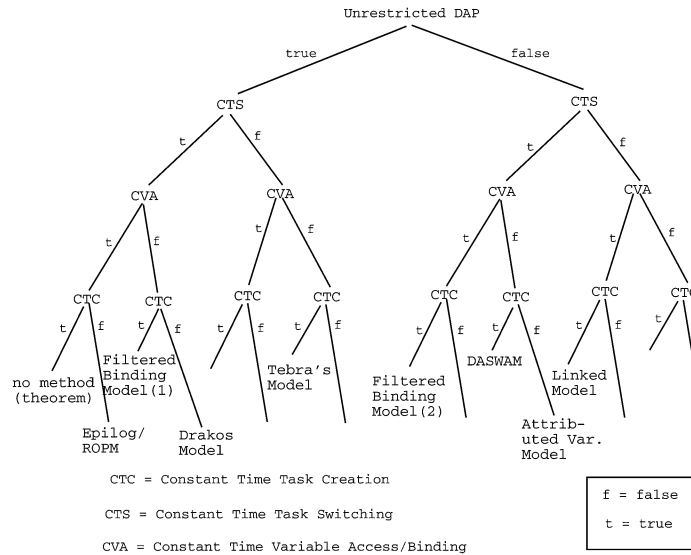 Unrestricted DAP
true
false
CTS
CTS
t
f
t
f
CVA
CVA
CVA
CVA
t
f
t
f
t
f
t
f
CTC
CTC
CTC
CTC
CTC
CTC
CTC
t
f
t
f
t
f
t
f
t
f
t
f
t
f
t
no method
(theorem)
Filtered
Binding
Model(1)
Tebra's
Model
Filtered
Binding
Model(2)
DASWAM
Linked
Model
Epilog/
ROPM
Drakos
Model
Attrib-
uted Var.
Model
CTC = Constant Time Task Creation
CTS = Constant Time Task Switching
CVA = Constant Time Variable Access/Binding
f = false
t = true